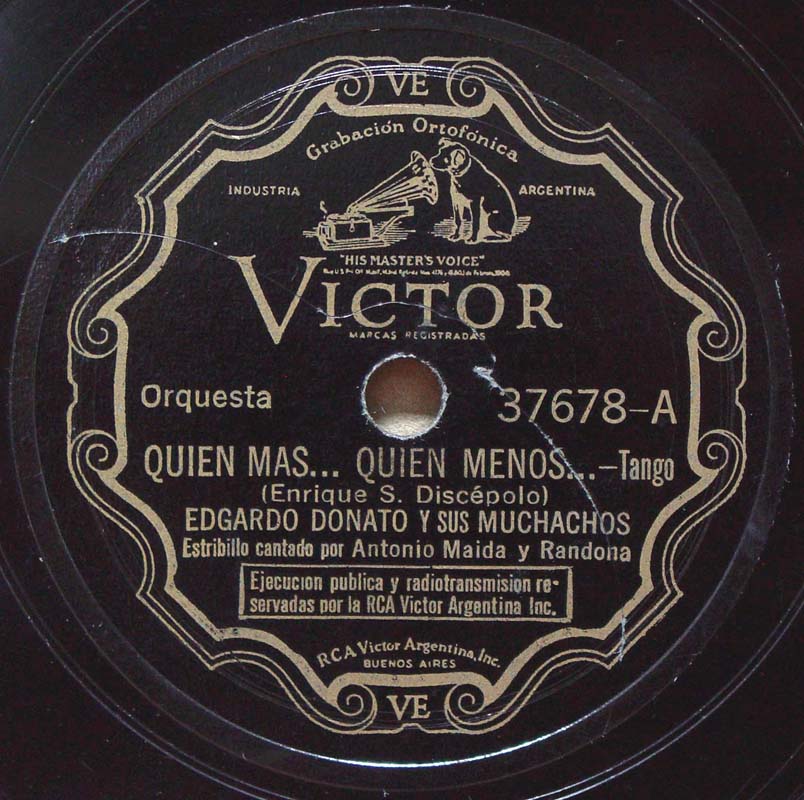 VE
Grabación Ortofónica
INDUSTRIA ARGENTINA
"HIS MASTER'S VOICE"
VICTOR
MARCAS REGISTRADAS
Orquesta 37678-A
QUIEN MAS... QUIEN MENOS...-Tango
(Enrique S. Discépolo)
EDGARDO DONATO Y SUS MUCHACHOS
Estribillo cantado por Antonio Maida y Randona
Ejecucion publica y radiotransmision re-
servadas por la RCA Victor Argentina Inc.
RCA Victor Argentina, Inc.
BUENOS AIRES
VE